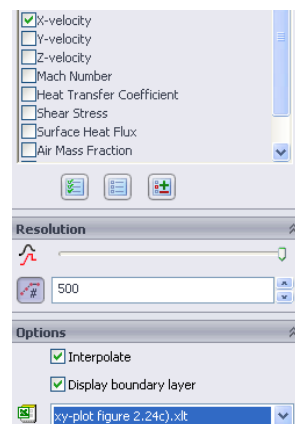 X-velocity
Y-velocity
Z-velocity
Mach Number
Heat Transfer Coefficient
Shear Stress
Surface Heat Flux
Air Mass Fraction
Resolution
#
500
Options
Interpolate
Display boundary layer
xy-plot figure 2.24c).xlt